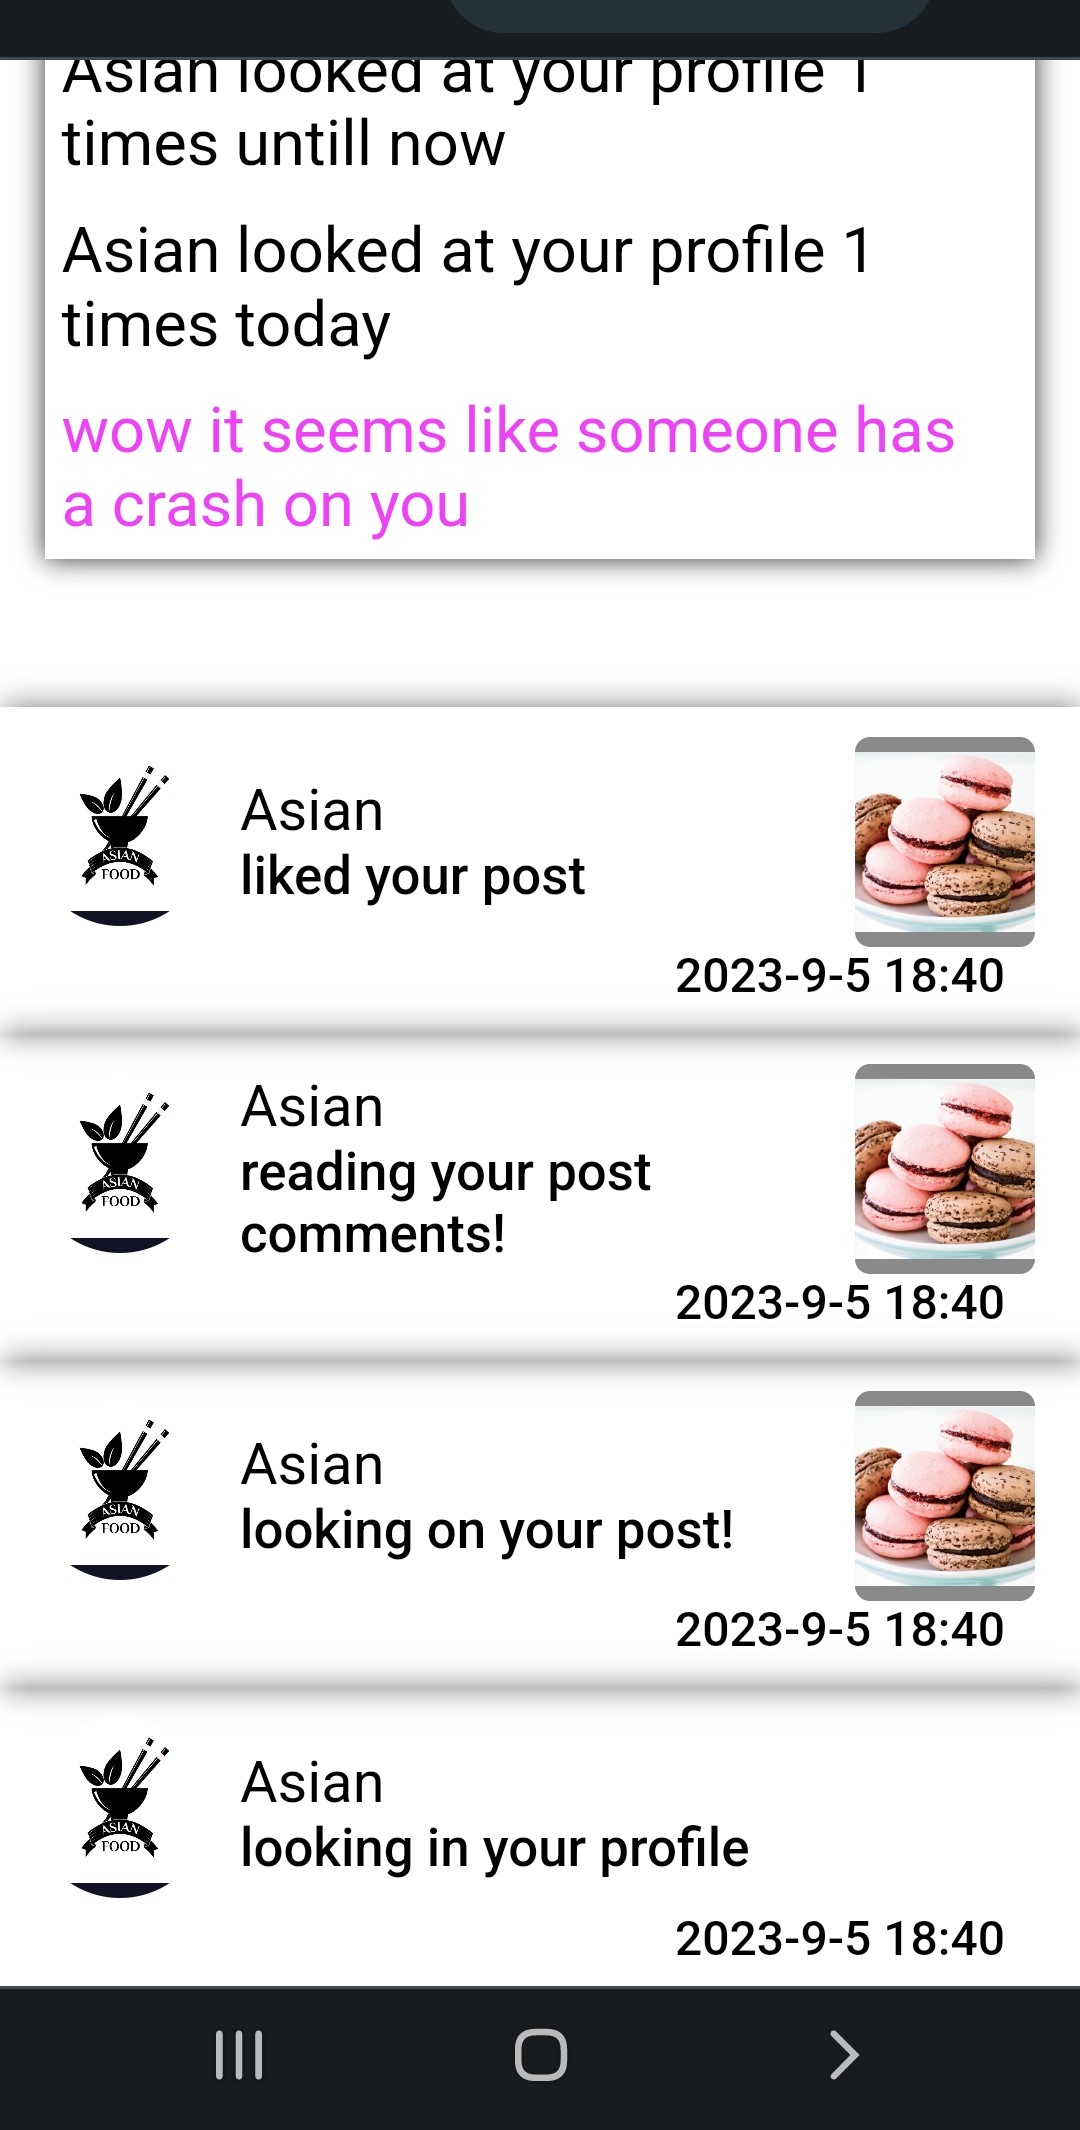 Asian looked at your profile 1
times untill now
Asian looked at your profile 1
times today
wow it seems like someone has
a crash on you
ASIAN
FOOD
Asian
liked your post
2023-9-5 18:40
ASIAN
FOOD
Asian
reading your post
comments!
2023-9-5 18:40
ASIAN
FOOD
Asian
looking on your post!
2023-9-5 18:40
ASIAN
FOOD
Asian
looking in your profile
2023-9-5 18:40